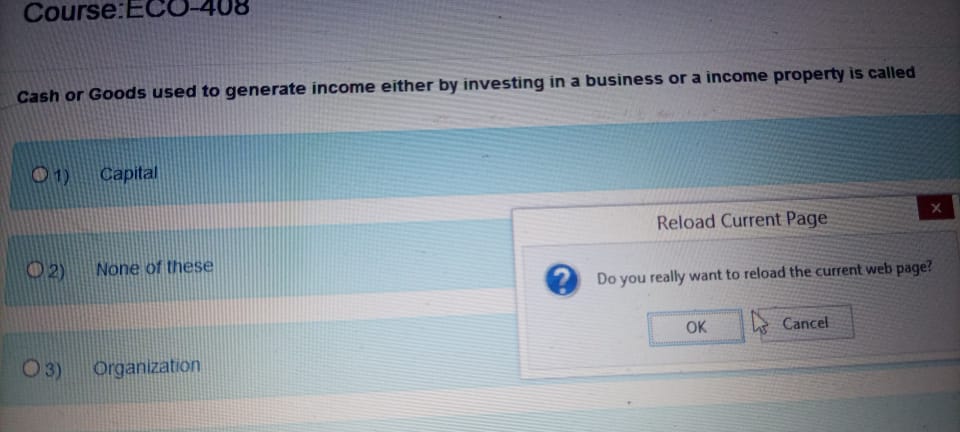 Course:ECO-408
Cash or Goods used to generate income either by investing in a business or a income property is called
1) Capital
2) None of these
3) Organization
Reload Current Page
X
Do you really want to reload the current web page?
OK
Cancel